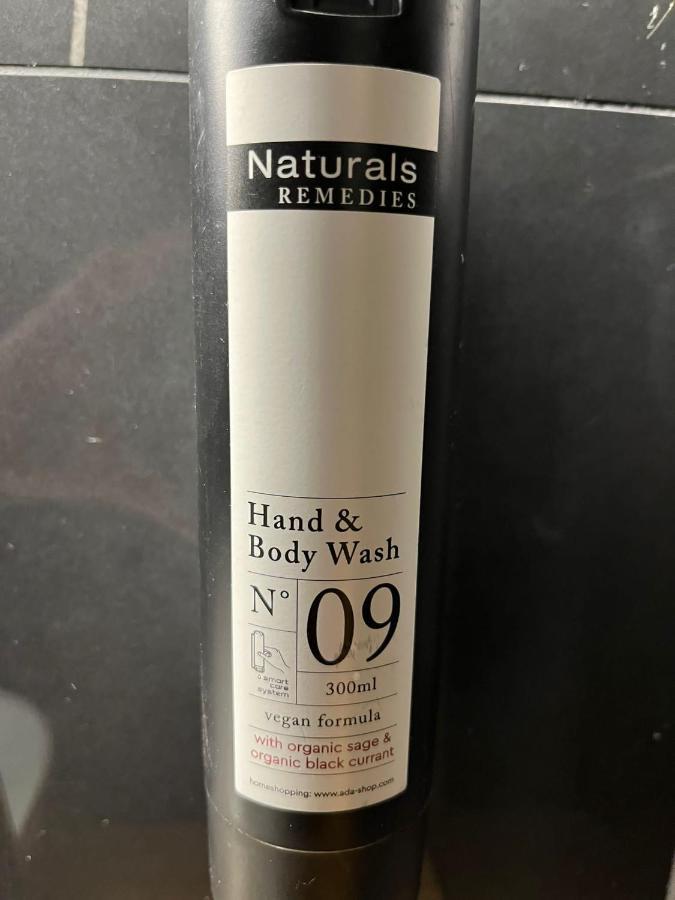 Naturals
REMEDIES
Hand &
Body Wash
N° 09
smart
care
system
300ml
vegan formula
with organic sage &
organic black currant
homeshopping: www.ada-shop.com